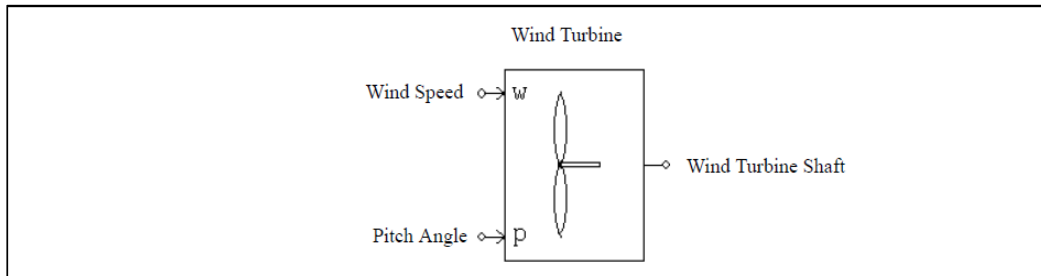 Wind Turbine
Wind Speed
w
Wind Turbine Shaft
Pitch Angle
p